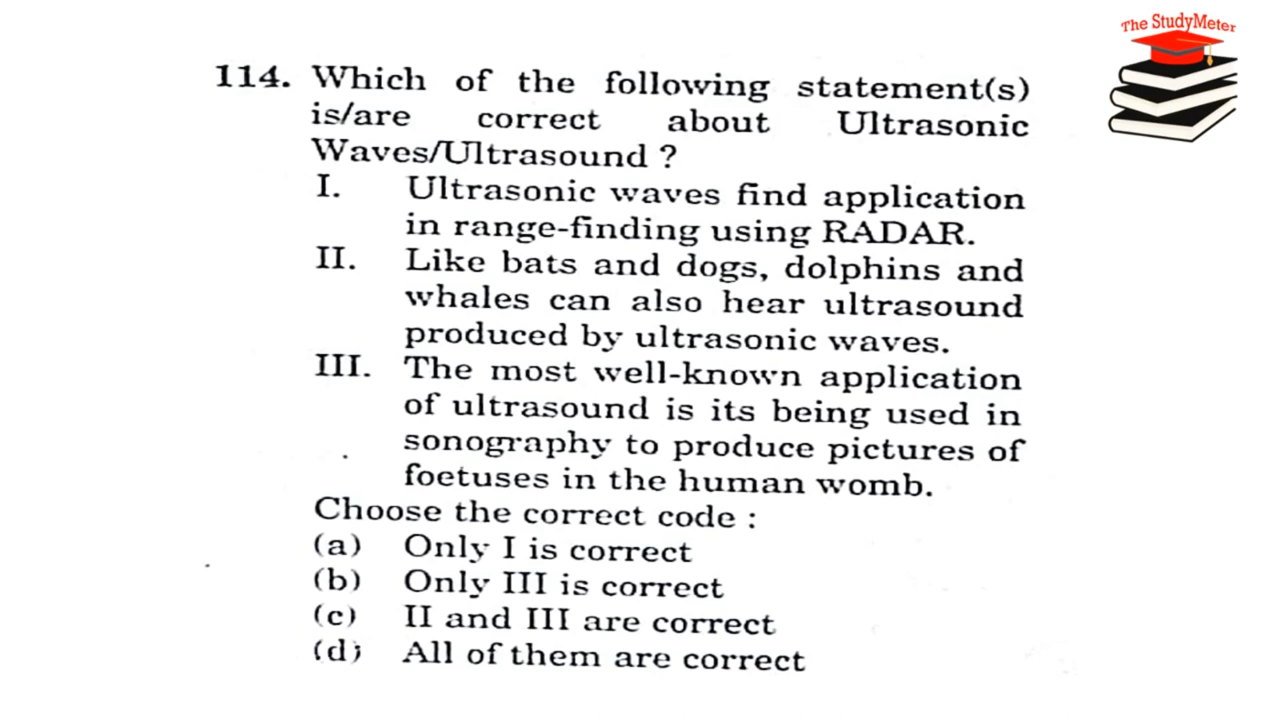 The StudyMeter
114. Which of the following statement(s)
is/are correct about Ultrasonic
Waves/Ultrasound ?
I. Ultrasonic waves find application
in range-finding using RADAR.
II. Like bats and dogs, dolphins and
whales can also hear ultrasound
produced by ultrasonic waves.
III. The most well-known application
of ultrasound is its being used in
sonography to produce pictures of
foetuses in the human womb.
Choose the correct code :
(a) Only I is correct
(b) Only III is correct
(c) II and III are correct
(d) All of them are correct